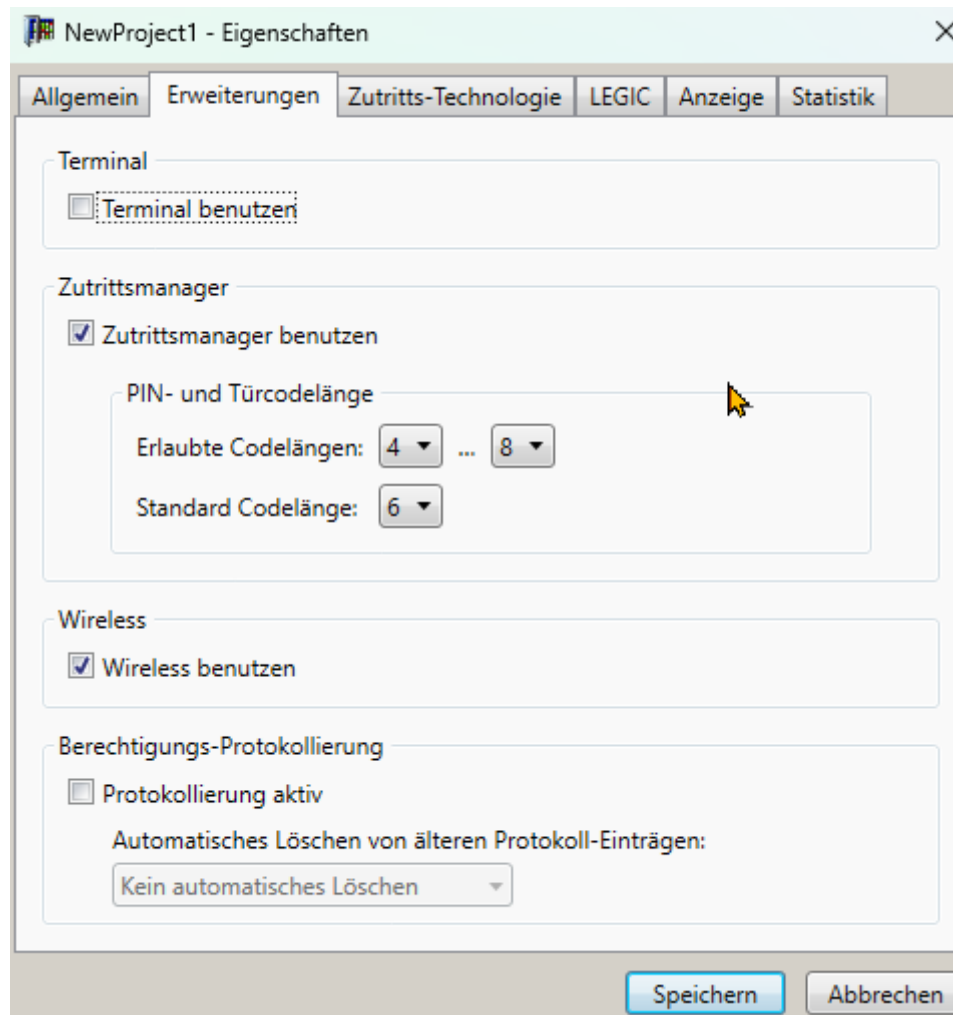 NewProject1 - Eigenschaften
Allgemein Erweiterungen Zutritts-Technologie LEGIC Anzeige Statistik
Terminal
Terminal benutzen
Zutrittsmanager
Zutrittsmanager benutzen
PIN- und Türcodelänge
Erlaubte Codelängen: 4 ... 8
Standard Codelänge: 6
Wireless
Wireless benutzen
Berechtigungs-Protokollierung
Protokollierung aktiv
Automatisches Löschen von älteren Protokoll-Einträgen:
Kein automatisches Löschen
Speichern Abbrechen